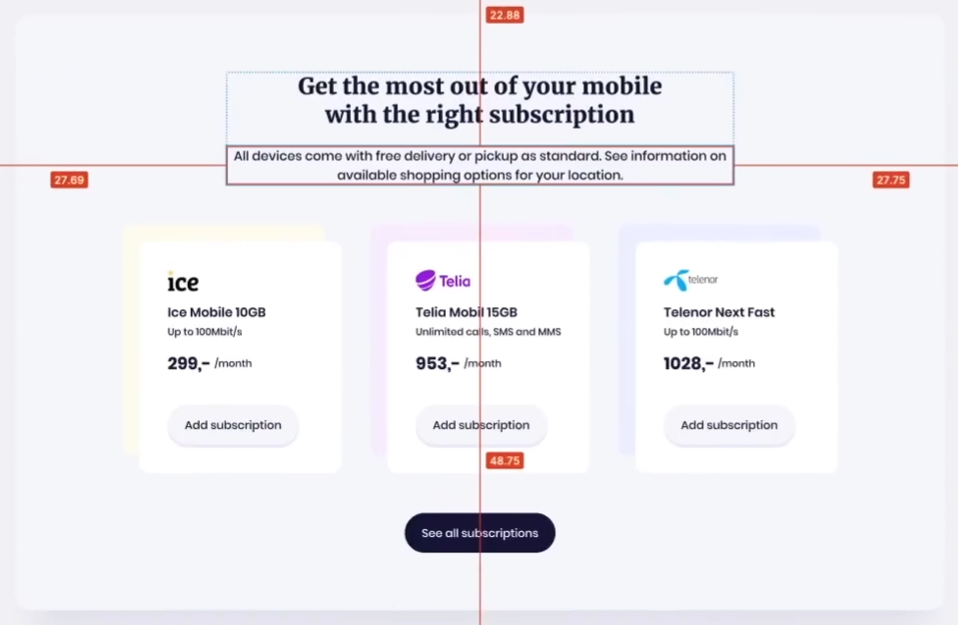 22.88
Get the most out of your mobile
with the right subscription
All devices come with free delivery or pickup as standard. See information on
available shopping options for your location.
27.69
27.75
ice
Telia
telenor
Ice Mobile 10GB
Telia Mobil 15GB
Telenor Next Fast
Up to 100Mbit/s
Unlimited calls, SMS and MMS
Up to 100Mbit/s
299,- /month
953,- /month
1028,- /month
Add subscription
Add subscription
Add subscription
48.75
See all subscriptions